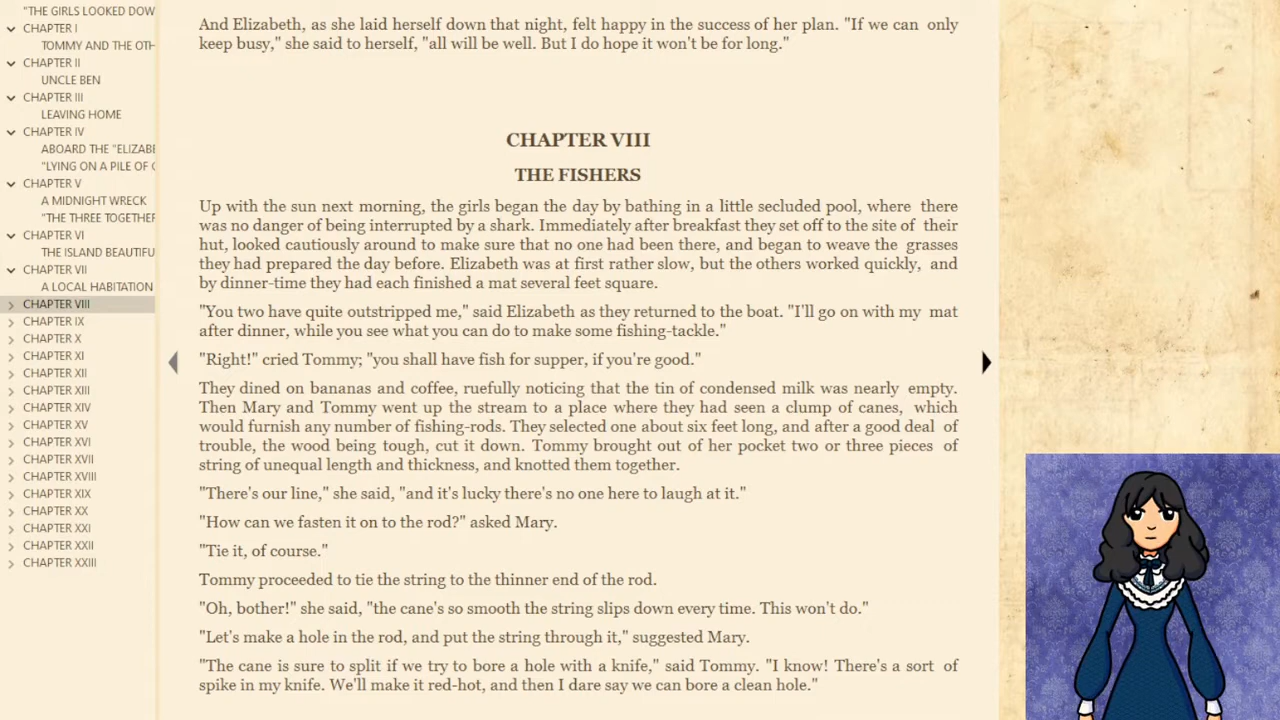 "THE GIRLS LOOKED DOW
CHAPTER I
TOMMY AND THE OTH
CHAPTER II
UNCLE BEN
CHAPTER III
LEAVING HOME
CHAPTER IV
ABOARD THE "ELIZABE
"LYING ON A PILE OF C
CHAPTER V
A MIDNIGHT WRECK
"THE THREE TOGETHER
CHAPTER VI
THE ISLAND BEAUTIFU
CHAPTER VII
A LOCAL HABITATION
CHAPTER VIII
CHAPTER IX
CHAPTER X
CHAPTER XI
CHAPTER XII
CHAPTER XIII
CHAPTER XIV
CHAPTER XV
CHAPTER XVI
CHAPTER XVII
CHAPTER XVIII
CHAPTER XIX
CHAPTER XX
CHAPTER XXI
CHAPTER XXII
CHAPTER XXIII
And Elizabeth, as she laid herself down that night, felt happy in the success of her plan. "If we can only
keep busy," she said to herself, "all will be well. But I do hope it won't be for long."
CHAPTER VIII
THE FISHERS
Up with the sun next morning, the girls began the day by bathing in a little secluded pool, where there
was no danger of being interrupted by a shark. Immediately after breakfast they set off to the site of their
hut, looked cautiously around to make sure that no one had been there, and began to weave the grasses
they had prepared the day before. Elizabeth was at first rather slow, but the others worked quickly, and
by dinner-time they had each finished a mat several feet square.
"You two have quite outstripped me," said Elizabeth as they returned to the boat. "I'll go on with my mat
after dinner, while you see what you can do to make some fishing-tackle."
"Right!" cried Tommy; "you shall have fish for supper, if you're good."
They dined on bananas and coffee, ruefully noticing that the tin of condensed milk was nearly empty.
Then Mary and Tommy went up the stream to a place where they had seen a clump of canes, which
would furnish any number of fishing-rods. They selected one about six feet long, and after a good deal of
trouble, the wood being tough, cut it down. Tommy brought out of her pocket two or three pieces of
string of unequal length and thickness, and knotted them together.
"There's our line," she said, "and it's lucky there's no one here to laugh at it."
"How can we fasten it on to the rod?" asked Mary.
"Tie it, of course."
Tommy proceeded to tie the string to the thinner end of the rod.
"Oh, bother!" she said, "the cane's so smooth the string slips down every time. This won't do."
"Let's make a hole in the rod, and put the string through it," suggested Mary.
"The cane is sure to split if we try to bore a hole with a knife," said Tommy. "I know! There's a sort of
spike in my knife. We'll make it red-hot, and then I dare say we can bore a clean hole."